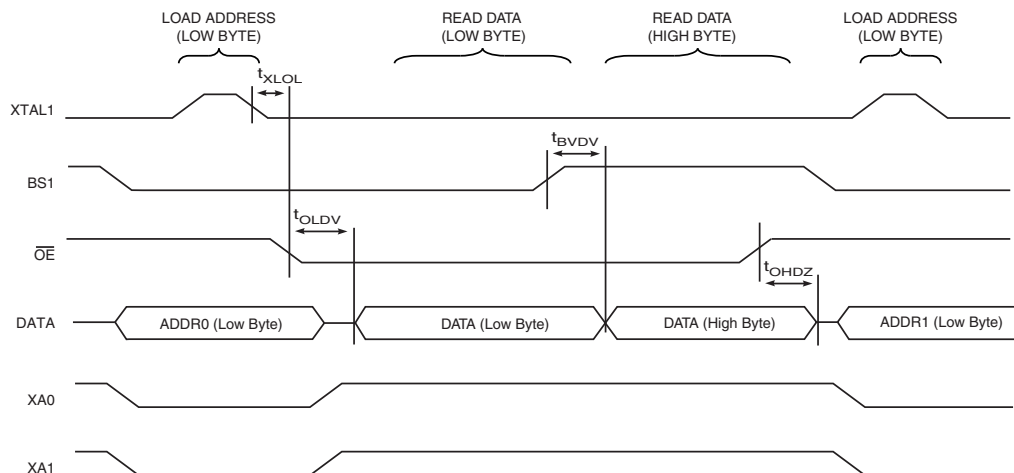 LOAD ADDRESS
(LOW BYTE)
READ DATA
(LOW BYTE)
READ DATA
(HIGH BYTE)
LOAD ADDRESS
(LOW BYTE)
tXLOL
XTAL1
tBVDV
BS1
tOLDV
OE
tOHDZ
DATA
ADDR0 (Low Byte)
DATA (Low Byte)
DATA (High Byte)
ADDR1 (Low Byte)
XA0
XA1